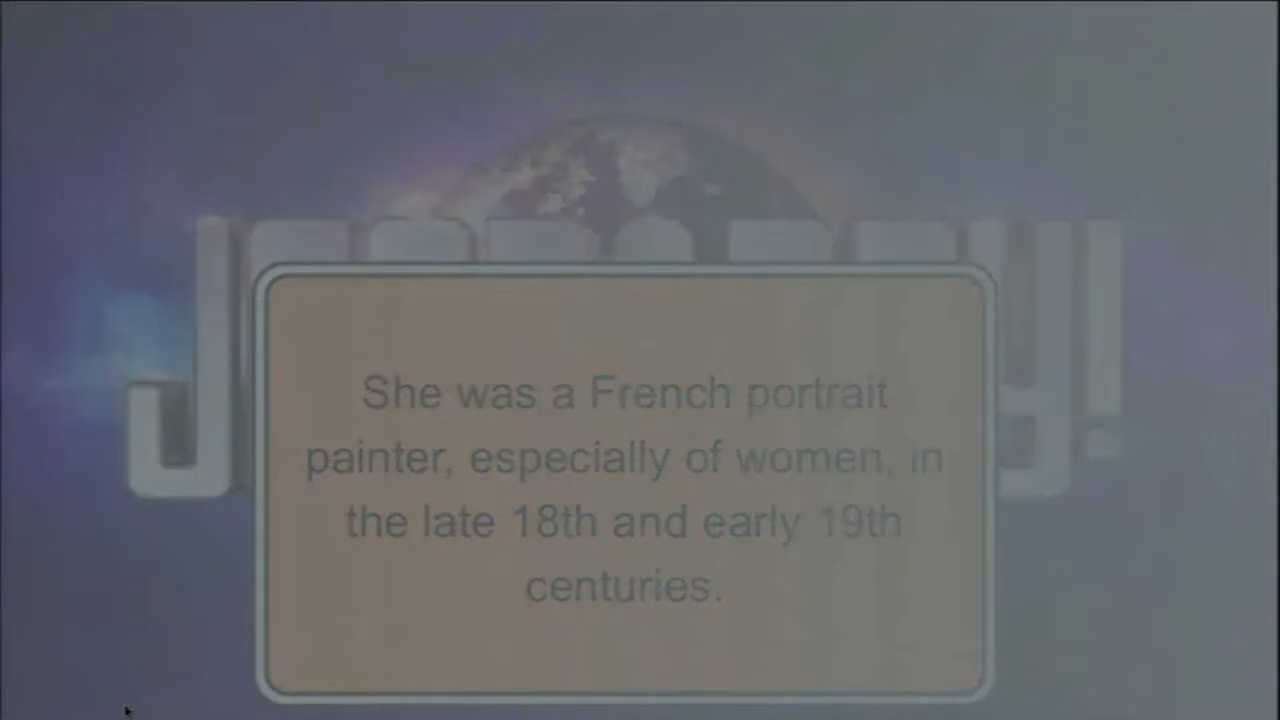 She was a French portrait
painter, especially of women, in
the late 18th and early 19th
centuries.